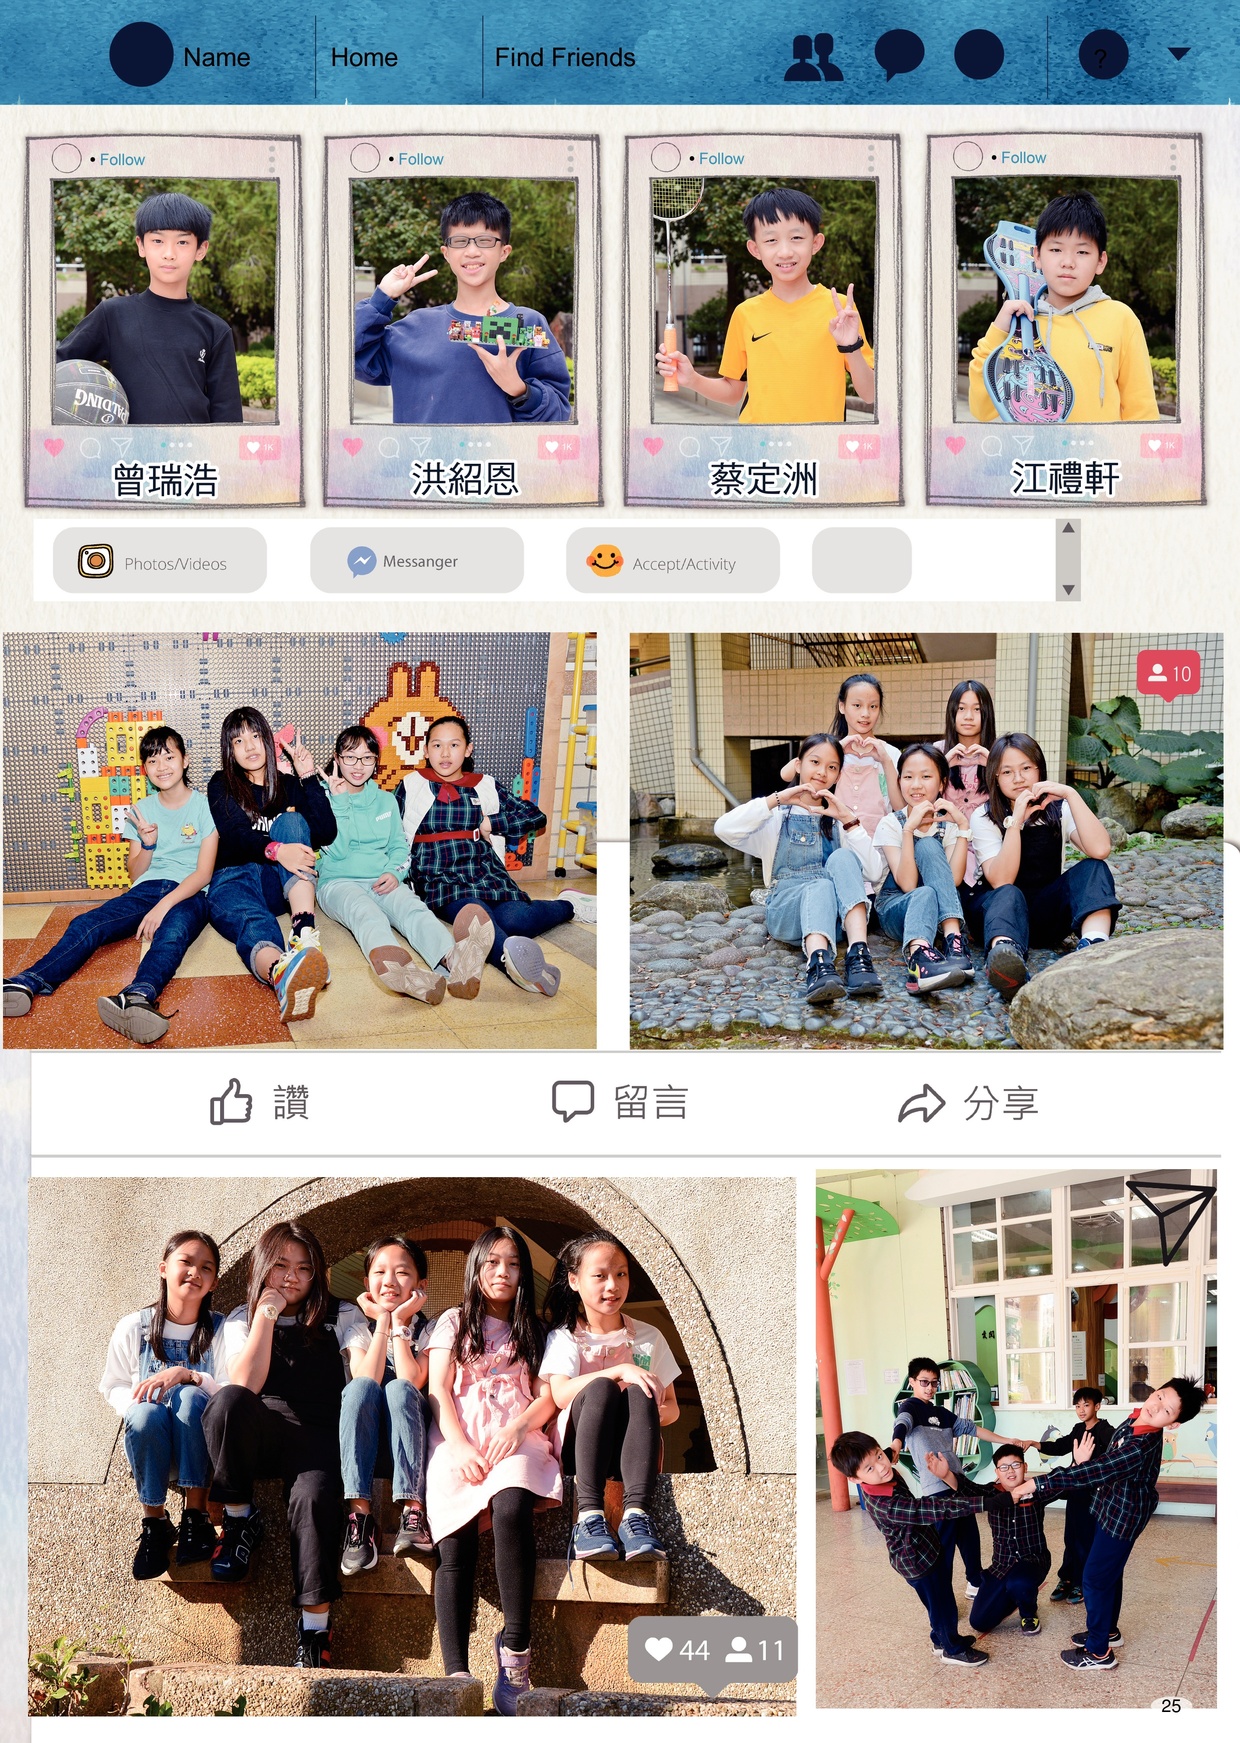 Name Home Find Friends ?
• Follow • Follow • Follow • Follow
SPALDING
1K 1K 1K 1K
曾瑞浩 洪紹恩 蔡定洲 江禮軒
Photos/Videos Messanger Accept/Activity
10
讚 留言 分享
44 11
25